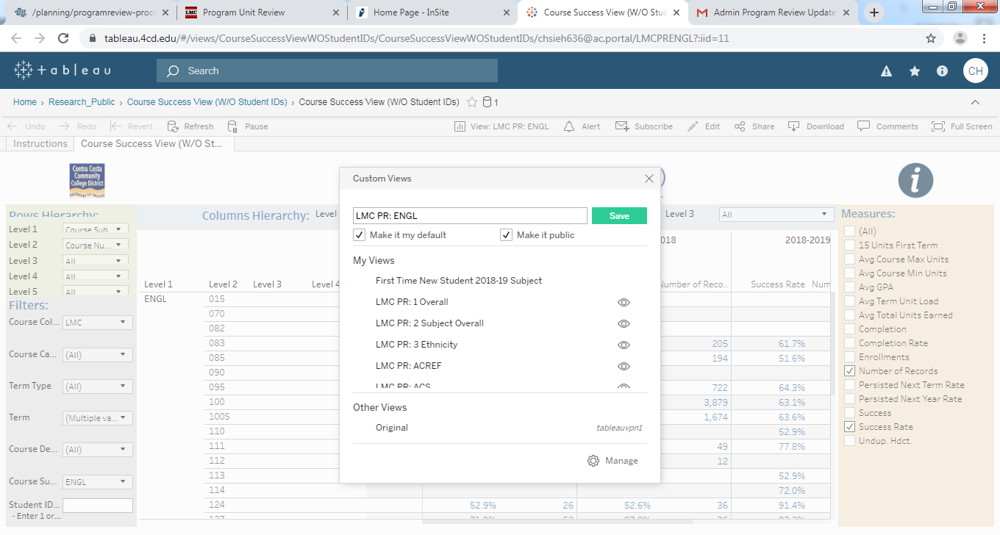 /planning/programreview-proce
Program Unit Review
Home Page - InSite
Course Success View (W/O Stud
Admin Program Review Update
tableau.4cd.edu/#/views/CourseSuccessViewWOStudentIDs/CourseSuccessViewWOStudentIDs/chsieh636@ac.portal/LMCPRENGL?:iid=11
+ a b l e a u
Search
CH
Home › Research_Public › Course Success View (W/O Student IDs) › Course Success View (W/O Student IDs) 1
Undo Redo Revert Refresh Pause View: LMC PR: ENGL Alert Subscribe Edit Share Download Comments Full Screen
Instructions Course Success View (W/O St...
Contra Costa
Community
College District
pathways to success
i
Rows Hierarchy:
Level 1 Course Sub
Level 2 Course Nu...
Level 3 All
Level 4 All
Level 5 All
Filters:
Course Col... LMC
Course Ca... (All)
Term Type (All)
Term (Multiple va...
Course De... (All)
Course Su... ENGL
Student ID...
- Enter 1 or...
Columns Hierarchy: Level
Level 3 All
018 2018-2019
Level 1 Level 2 Level 3 Level 4
Number of Reco.. Success Rate Num
ENGL 015
070
082
083 205 61.7%
085 194 51.6%
090
095 722 64.3%
100 3,879 63.1%
100S 1,674 63.6%
110 52.9%
111 49 77.8%
112 12
113 52.9%
114 72.0%
124 52.9% 26 52.6% 36 91.4%
Custom Views
LMC PR: ENGL
Save
Make it my default Make it public
My Views
First Time New Student 2018-19 Subject
LMC PR: 1 Overall
LMC PR: 2 Subject Overall
LMC PR: 3 Ethnicity
LMC PR: ACREF
LMC PR: ACS
Other Views
Original tableauvpn1
Manage
Measures:
(All)
15 Units First Term
Avg Course Max Units
Avg Course Min Units
Avg GPA
Avg Term Unit Load
Avg Total Units Earned
Completion
Completion Rate
Enrollments
Number of Records
Persisted Next Term Rate
Persisted Next Year Rate
Success
Success Rate
Undup. Hdct.